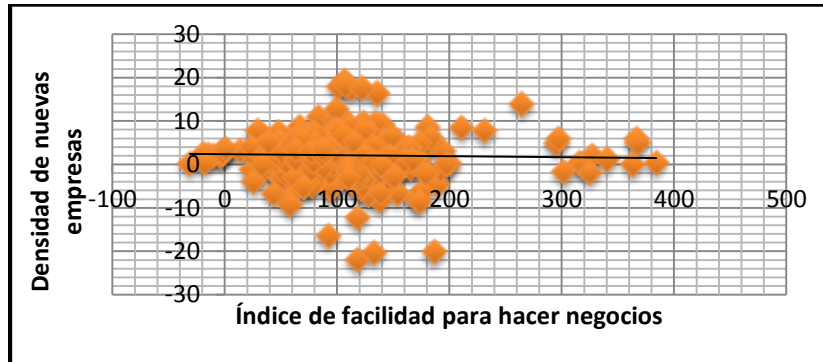 30
20
10
0
-100 0 100 200 300 400 500
-10
-20
-30
Densidad de nuevas
empresas
Índice de facilidad para hacer negocios